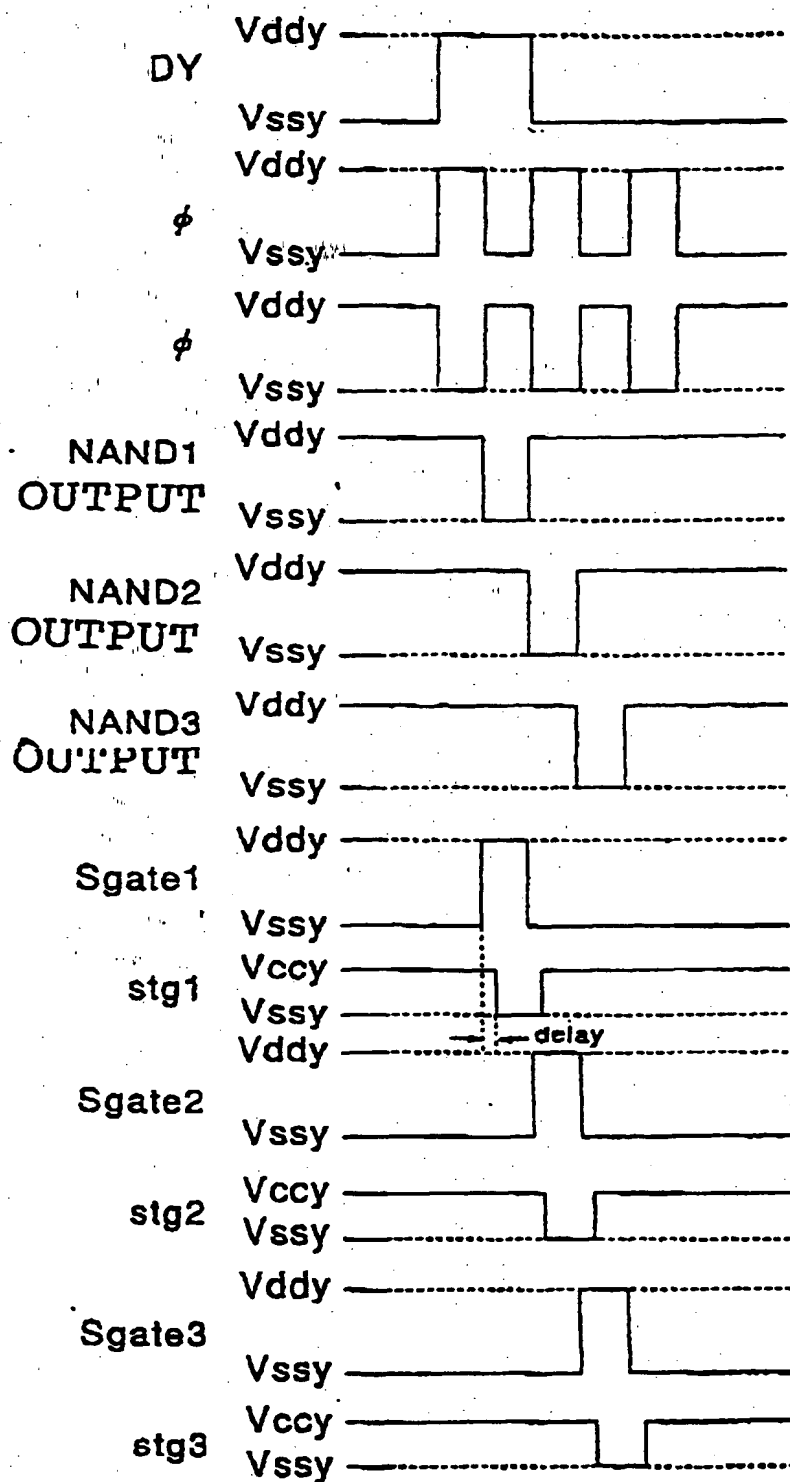 Vddy
DY
Vssy
Vddy
ϕ
Vssy
Vddy
ϕ
Vssy
Vddy
NAND1
OUTPUT
Vssy
Vddy
NAND2
OUTPUT
Vssy
Vddy
NAND3
OUTPUT
Vssy
Vddy
Sgate1
Vssy
Vccy
stg1
Vssy
delay
Vddy
Sgate2
Vssy
Vccy
stg2
Vssy
Vddy
Sgate3
Vssy
Vccy
stg3
Vssy